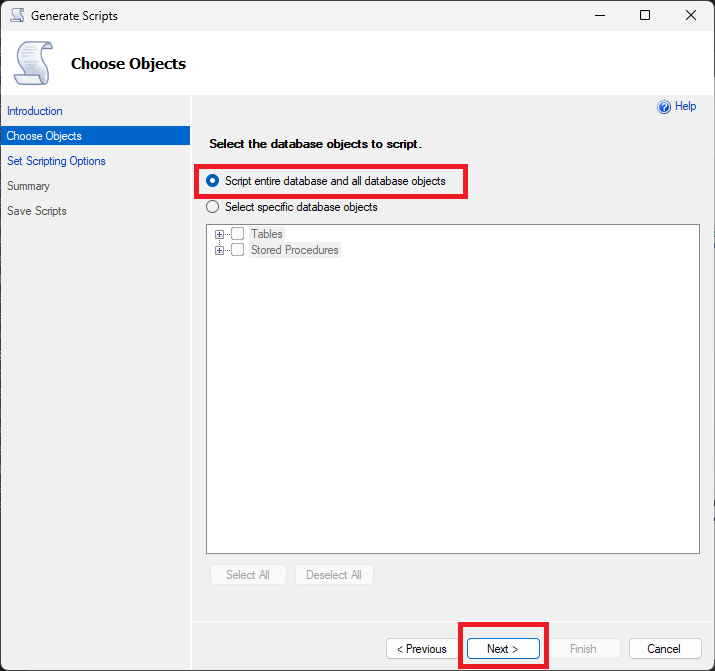 Generate Scripts
Choose Objects
Help
Introduction
Choose Objects
Set Scripting Options
Summary
Save Scripts
Select the database objects to script.
Script entire database and all database objects
Select specific database objects
Tables
Stored Procedures
Select All
Deselect All
< Previous
Next >
Finish
Cancel